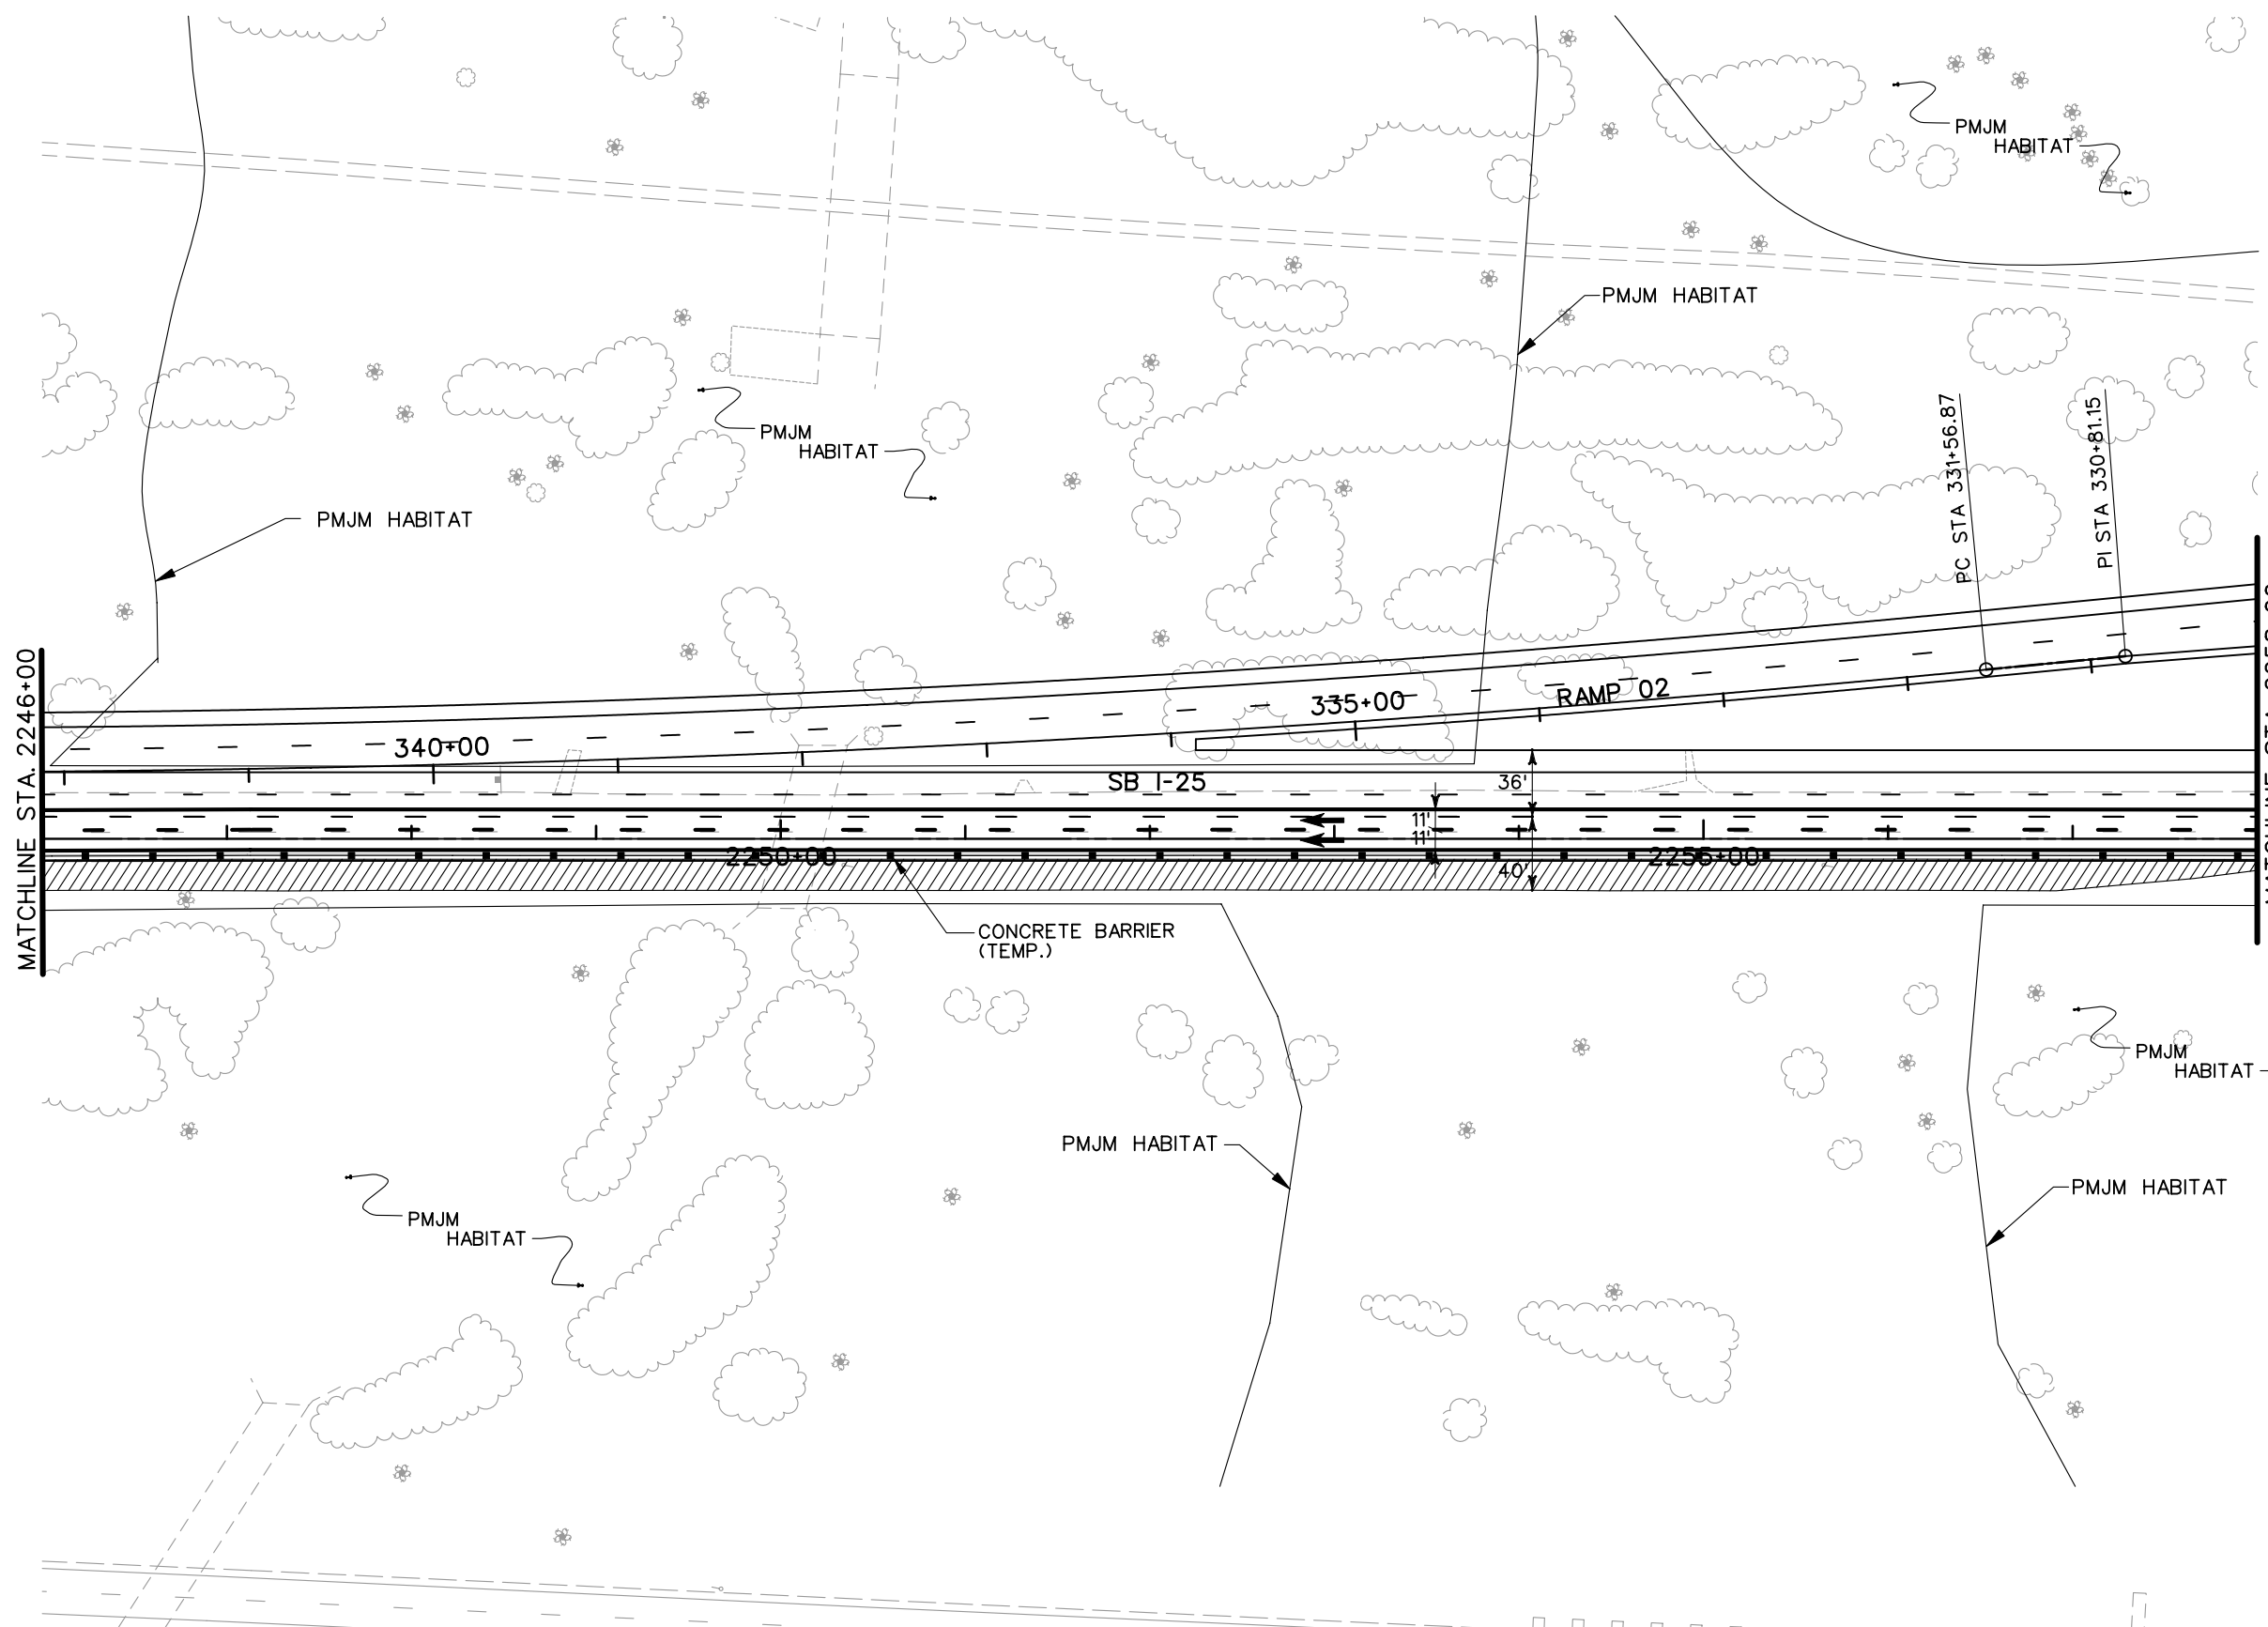 PMJM
HABITAT
PMJM HABITAT
PC STA 331+56.87
PI STA 330+81.15
PMJM
HABITAT
PMJM HABITAT
MATCHLINE STA. 2246+00
335+00
RAMP 02
340+00
SB I-25
36'
11'
11'
2250+00
2255+00
40'
CONCRETE BARRIER
(TEMP.)
PMJM
HABITAT
PMJM HABITAT
PMJM HABITAT
PMJM
HABITAT